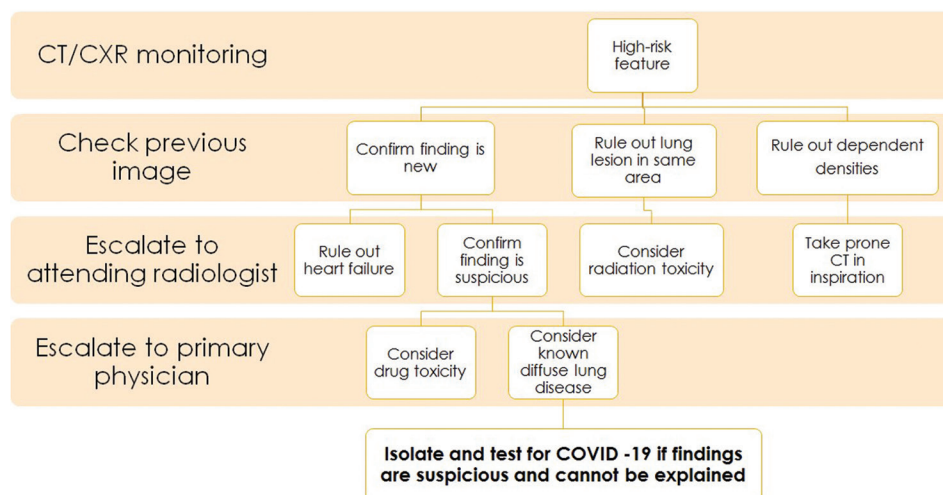 CT/CXR monitoring
High-risk
feature
Check previous
image
Confirm finding is
new
Rule out lung
lesion in same
area
Rule out dependent
densities
Escalate to
attending radiologist
Rule out
heart failure
Confirm
finding is
suspicious
Consider
radiation toxicity
Take prone
CT in
inspiration
Escalate to primary
physician
Consider
drug toxicity
Consider
known
diffuse lung
disease
Isolate and test for COVID -19 if findings
are suspicious and cannot be explained